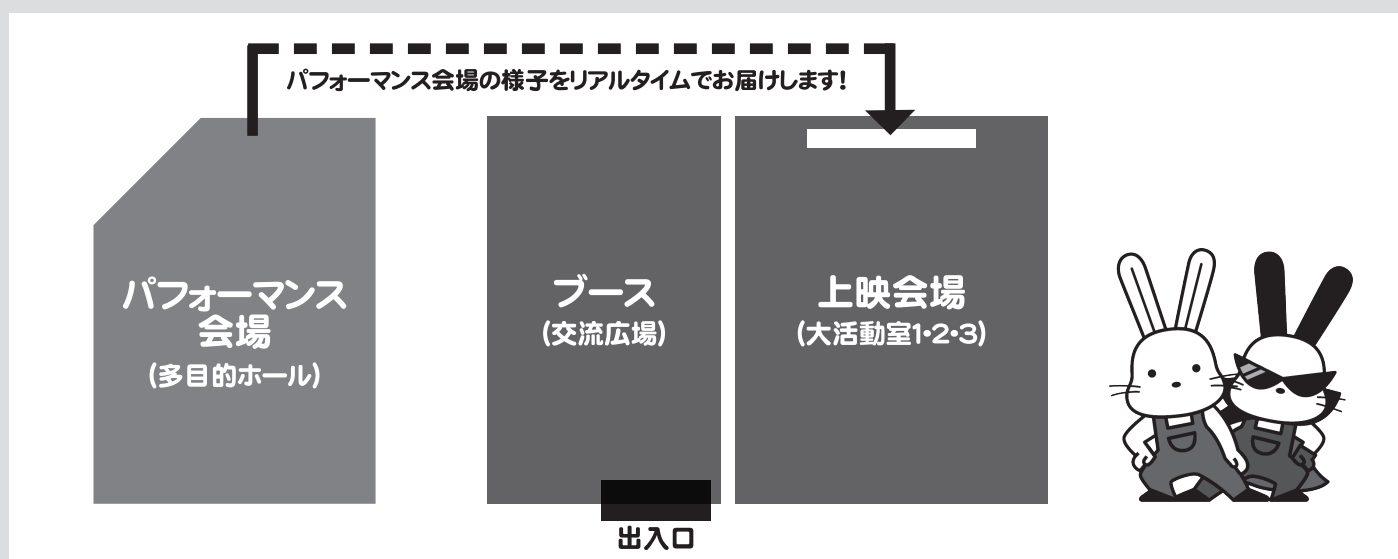 パフォーマンス会場の様子をリアルタイムでお届けします!
パフォーマンス
会場
(多目的ホール)
ブース
(交流広場)
上映会場
(大活動室1・2・3)
出入口